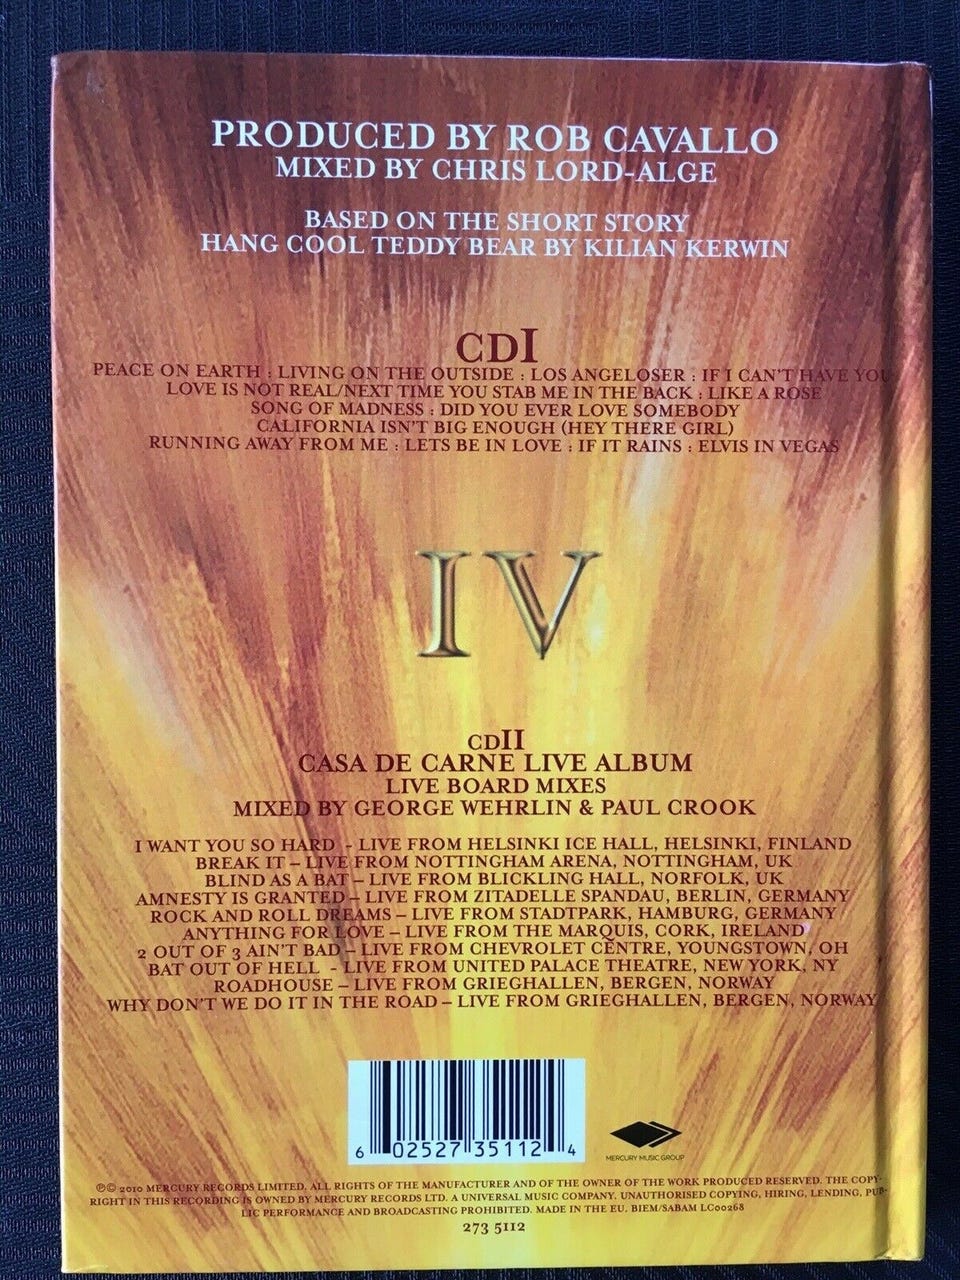 PRODUCED BY ROB CAVALLO
MIXED BY CHRIS LORD-ALGE
BASED ON THE SHORT STORY
HANG COOL TEDDY BEAR BY KILIAN KERWIN
CDI
PEACE ON EARTH : LIVING ON THE OUTSIDE : LOS ANGELOSER : IF I CAN'T HAVE YOU
LOVE IS NOT REAL/NEXT TIME YOU STAB ME IN THE BACK : LIKE A ROSE
SONG OF MADNESS : DID YOU EVER LOVE SOMEBODY
CALIFORNIA ISN'T BIG ENOUGH (HEY THERE GIRL)
RUNNING AWAY FROM ME : LETS BE IN LOVE : IF IT RAINS : ELVIS IN VEGAS
IV
CDII
CASA DE CARNE LIVE ALBUM
LIVE BOARD MIXES
MIXED BY GEORGE WEHRLIN & PAUL CROOK
I WANT YOU SO HARD - LIVE FROM HELSINKI ICE HALL, HELSINKI, FINLAND
BREAK IT – LIVE FROM NOTTINGHAM ARENA, NOTTINGHAM, UK
BLIND AS A BAT – LIVE FROM BLICKLING HALL, NORFOLK, UK
AMNESTY IS GRANTED – LIVE FROM ZITADELLE SPANDAU, BERLIN, GERMANY
ROCK AND ROLL DREAMS – LIVE FROM STADTPARK, HAMBURG, GERMANY
ANYTHING FOR LOVE – LIVE FROM THE MARQUIS, CORK, IRELAND
2 OUT OF 3 AIN'T BAD – LIVE FROM CHEVROLET CENTRE, YOUNGSTOWN, OH
BAT OUT OF HELL - LIVE FROM UNITED PALACE THEATRE, NEW YORK, NY
ROADHOUSE – LIVE FROM GRIEGHALLEN, BERGEN, NORWAY
WHY DON'T WE DO IT IN THE ROAD – LIVE FROM GRIEGHALLEN, BERGEN, NORWAY
6 02527 35112 4
MERCURY MUSIC GROUP
℗© 2010 MERCURY RECORDS LIMITED. ALL RIGHTS OF THE MANUFACTURER AND OF THE OWNER OF THE WORK PRODUCED RESERVED. THE COPY-
RIGHT IN THIS RECORDING IS OWNED BY MERCURY RECORDS LTD. A UNIVERSAL MUSIC COMPANY. UNAUTHORISED COPYING, HIRING, LENDING, PUB-
LIC PERFORMANCE AND BROADCASTING PROHIBITED. MADE IN THE EU. BIEM/SABAM LC00268
273 5112